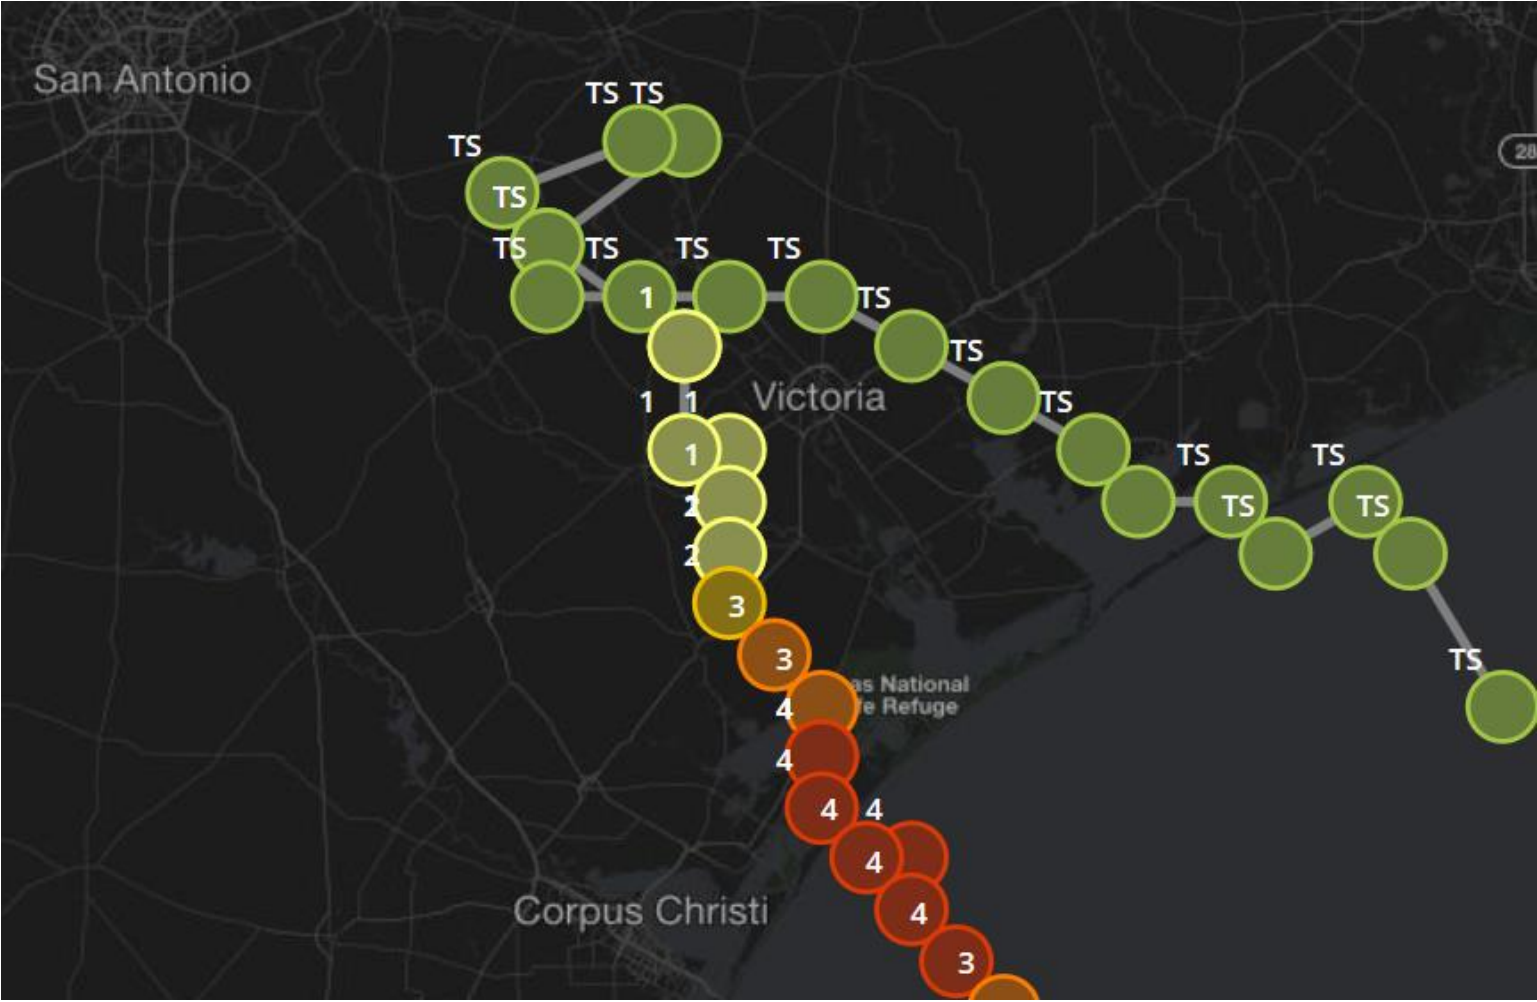 San Antonio
TS TS
28
TS
TS
TS TS TS TS
1 TS
TS
Victoria
1 1 TS
1 TS TS
2 TS TS
2
3
3 TS
as National
4 fe Refuge
4
4 4
4
Corpus Christi 4
3